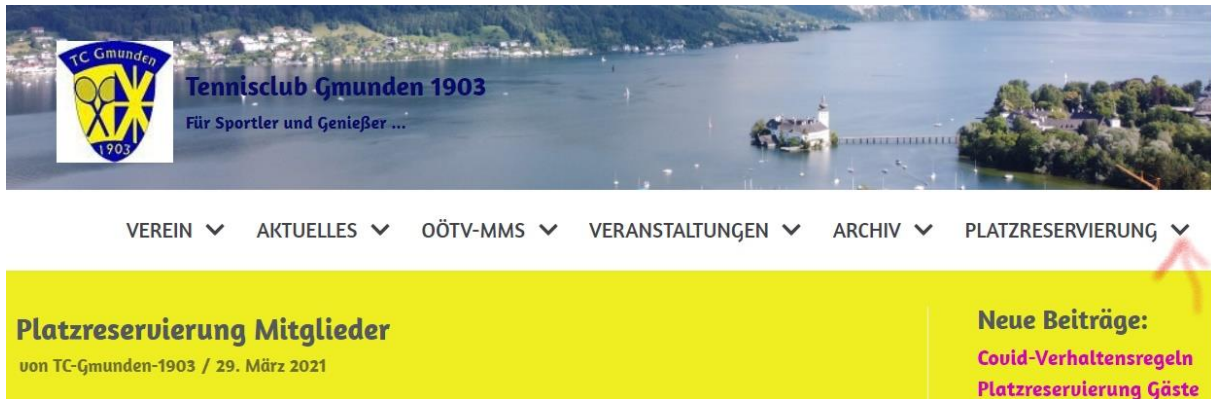 TC Gmunden
1903
Tennisclub Gmunden 1903
Für Sportler und Genießer ...
VEREIN AKTUELLES OÖTV-MMS VERANSTALTUNGEN ARCHIV PLATZRESERVIERUNG
Platzreservierung Mitglieder
von TC-Gmunden-1903 / 29. März 2021
Neue Beiträge:
Covid-Verhaltensregeln
Platzreservierung Gäste